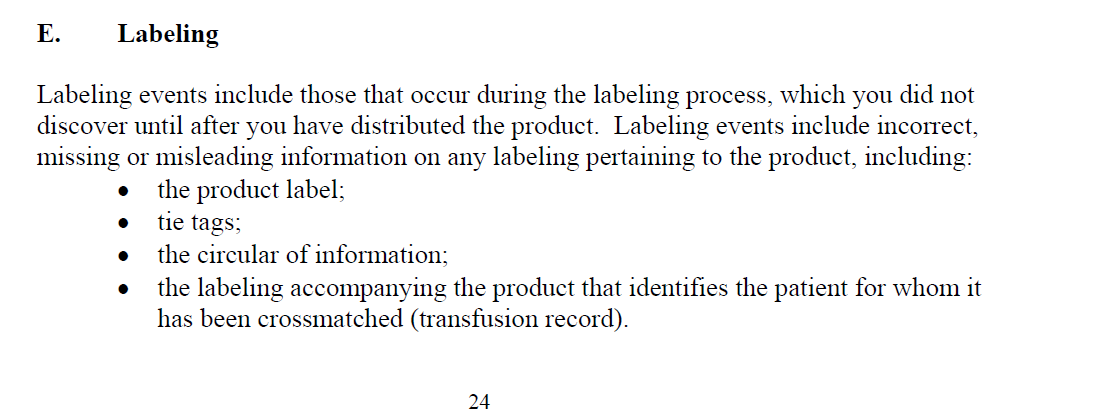 E. Labeling
Labeling events include those that occur during the labeling process, which you did not
discover until after you have distributed the product.  Labeling events include incorrect,
missing or misleading information on any labeling pertaining to the product, including:
• the product label;
• tie tags;
• the circular of information;
• the labeling accompanying the product that identifies the patient for whom it
has been crossmatched (transfusion record).
24